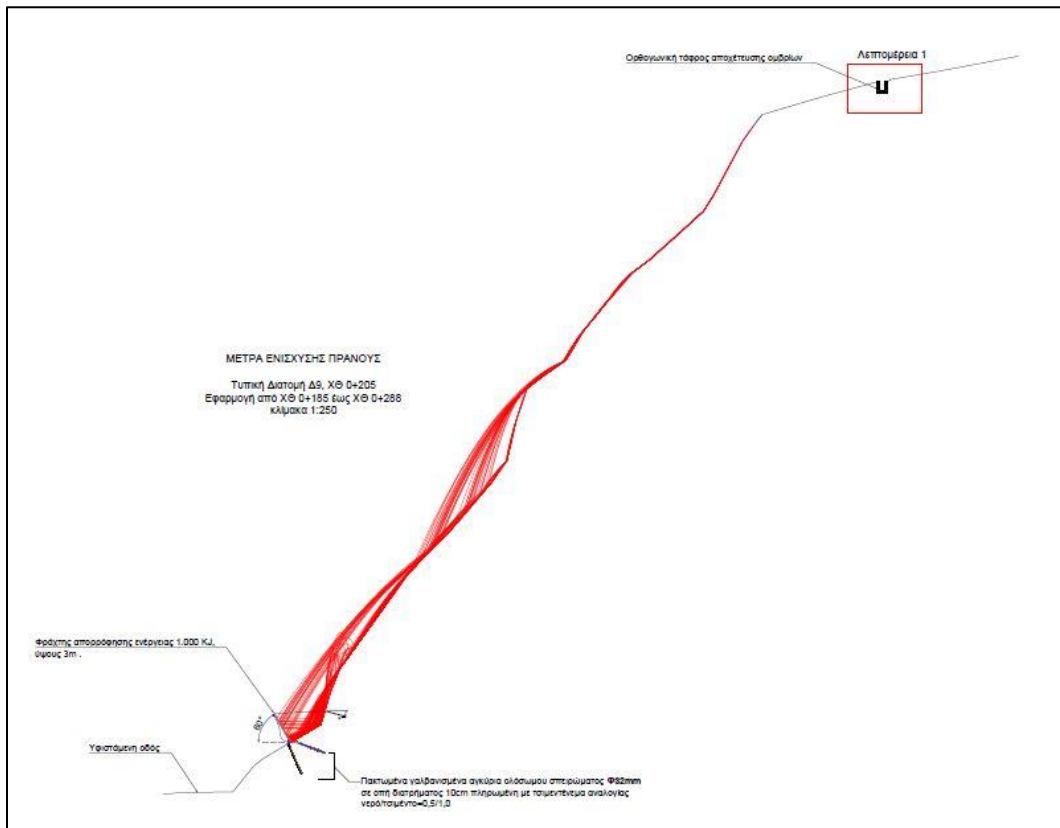 Λεπτομέρεια 1
Ορθογωνική τάφρος αποχέτευσης ομβρίων
ΜΕΤΡΑ ΕΝΙΣΧΥΣΗΣ ΠΡΑΝΟΥΣ
Τυπική Διατομή Δ9, ΧΘ 0+205
Εφαρμογή από ΧΘ 0+185 έως ΧΘ 0+288
κλίμακα 1:250
Φράχτης απορρόφησης ενέργειας 1.000 KJ,
ύψους 3m .
60°
Υφιστάμενη οδός
Πακτωμένα γαλβανισμένα αγκύρια ολόσωμου σπειρώματος Φ32mm
σε οπή διατρήματος 10cm πληρωμένη με τσιμεντένεμα αναλογίας
νερό/τσιμέντο=0,5/1,0